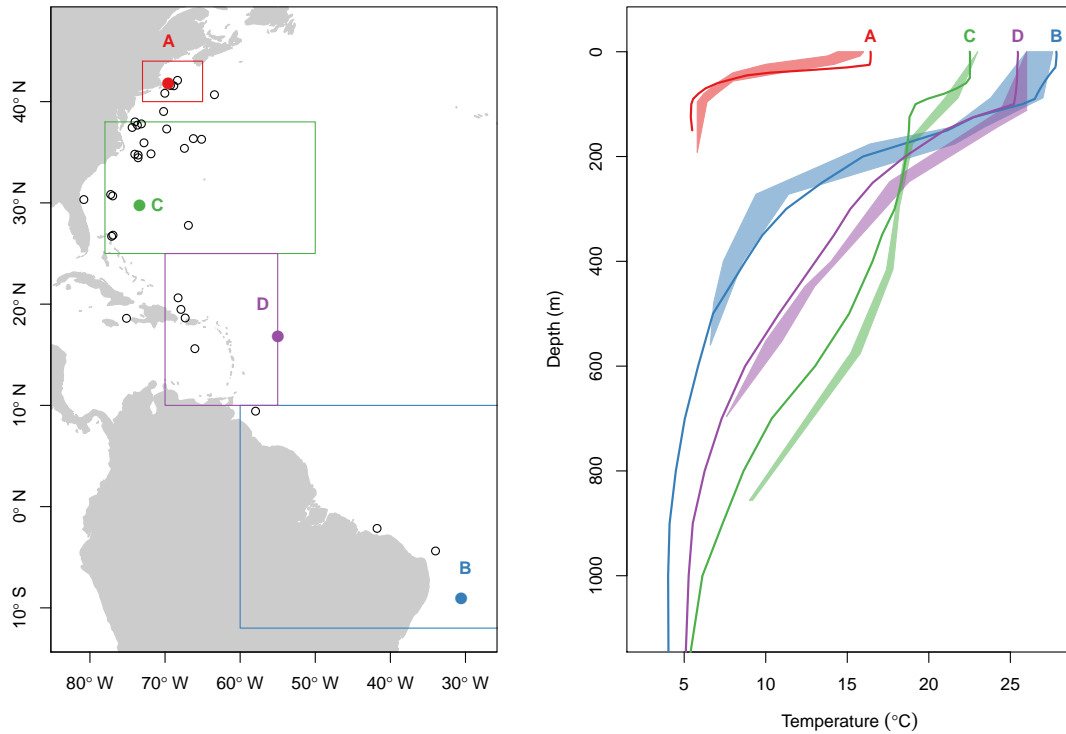 A
C
D
B
40° N
30° N
20° N
10° N
0° N
10° S
80° W
70° W
60° W
50° W
40° W
30° W
A
C
D
B
0
200
400
600
800
1000
Depth (m)
5
10
15
20
25
Temperature (°C)